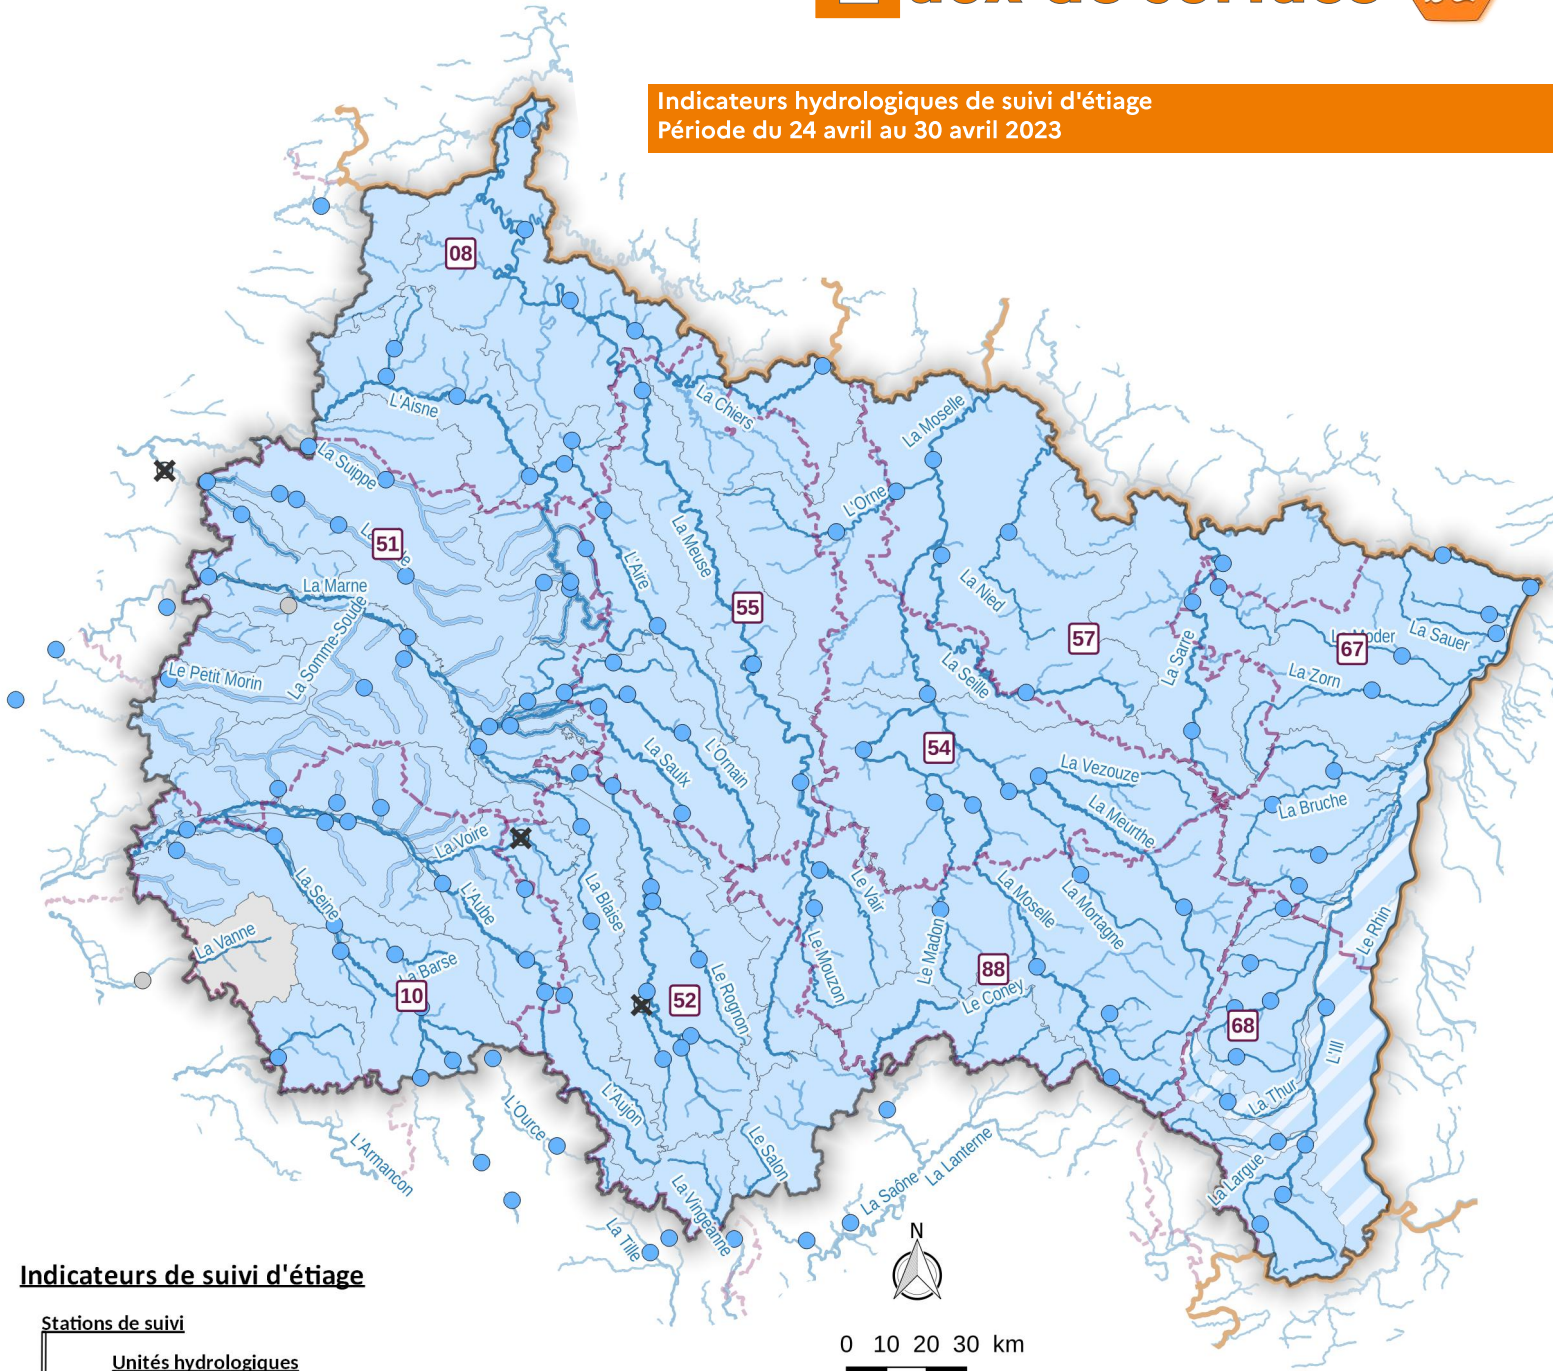 Indicateurs hydrologiques de suivi d'étiage
Période du 24 avril au 30 avril 2023
08
L'Aisne
La Chiers
La Moselle
La Suippe
L'Orne
51
La Meuse
L'Aire
La Nied
La Marne
La Somme-Soude
55
57
67
La Sauer
La Sarre
La Seille
Le Petit Morin
La Zorn
54
La Saulx
L'Ornain
La Vezouze
La Meurthe
La Bruche
La Voire
La Seine
L'Aube
La Blaise
Le Vair
La Moselle
La Mortagne
La Vanne
La Barse
Le Mouzon
Le Madon
Le Rhin
10
52
Le Rognon
88
Le Coney
68
L'Ill
La Thur
L'Aujon
L'Ource
L'Armançon
Le Salon
La Lanterne
La Saône
La Vingeanne
La Tille
La Largue
N
Indicateurs de suivi d'étiage
Stations de suivi
Unités hydrologiques
0 10 20 30 km